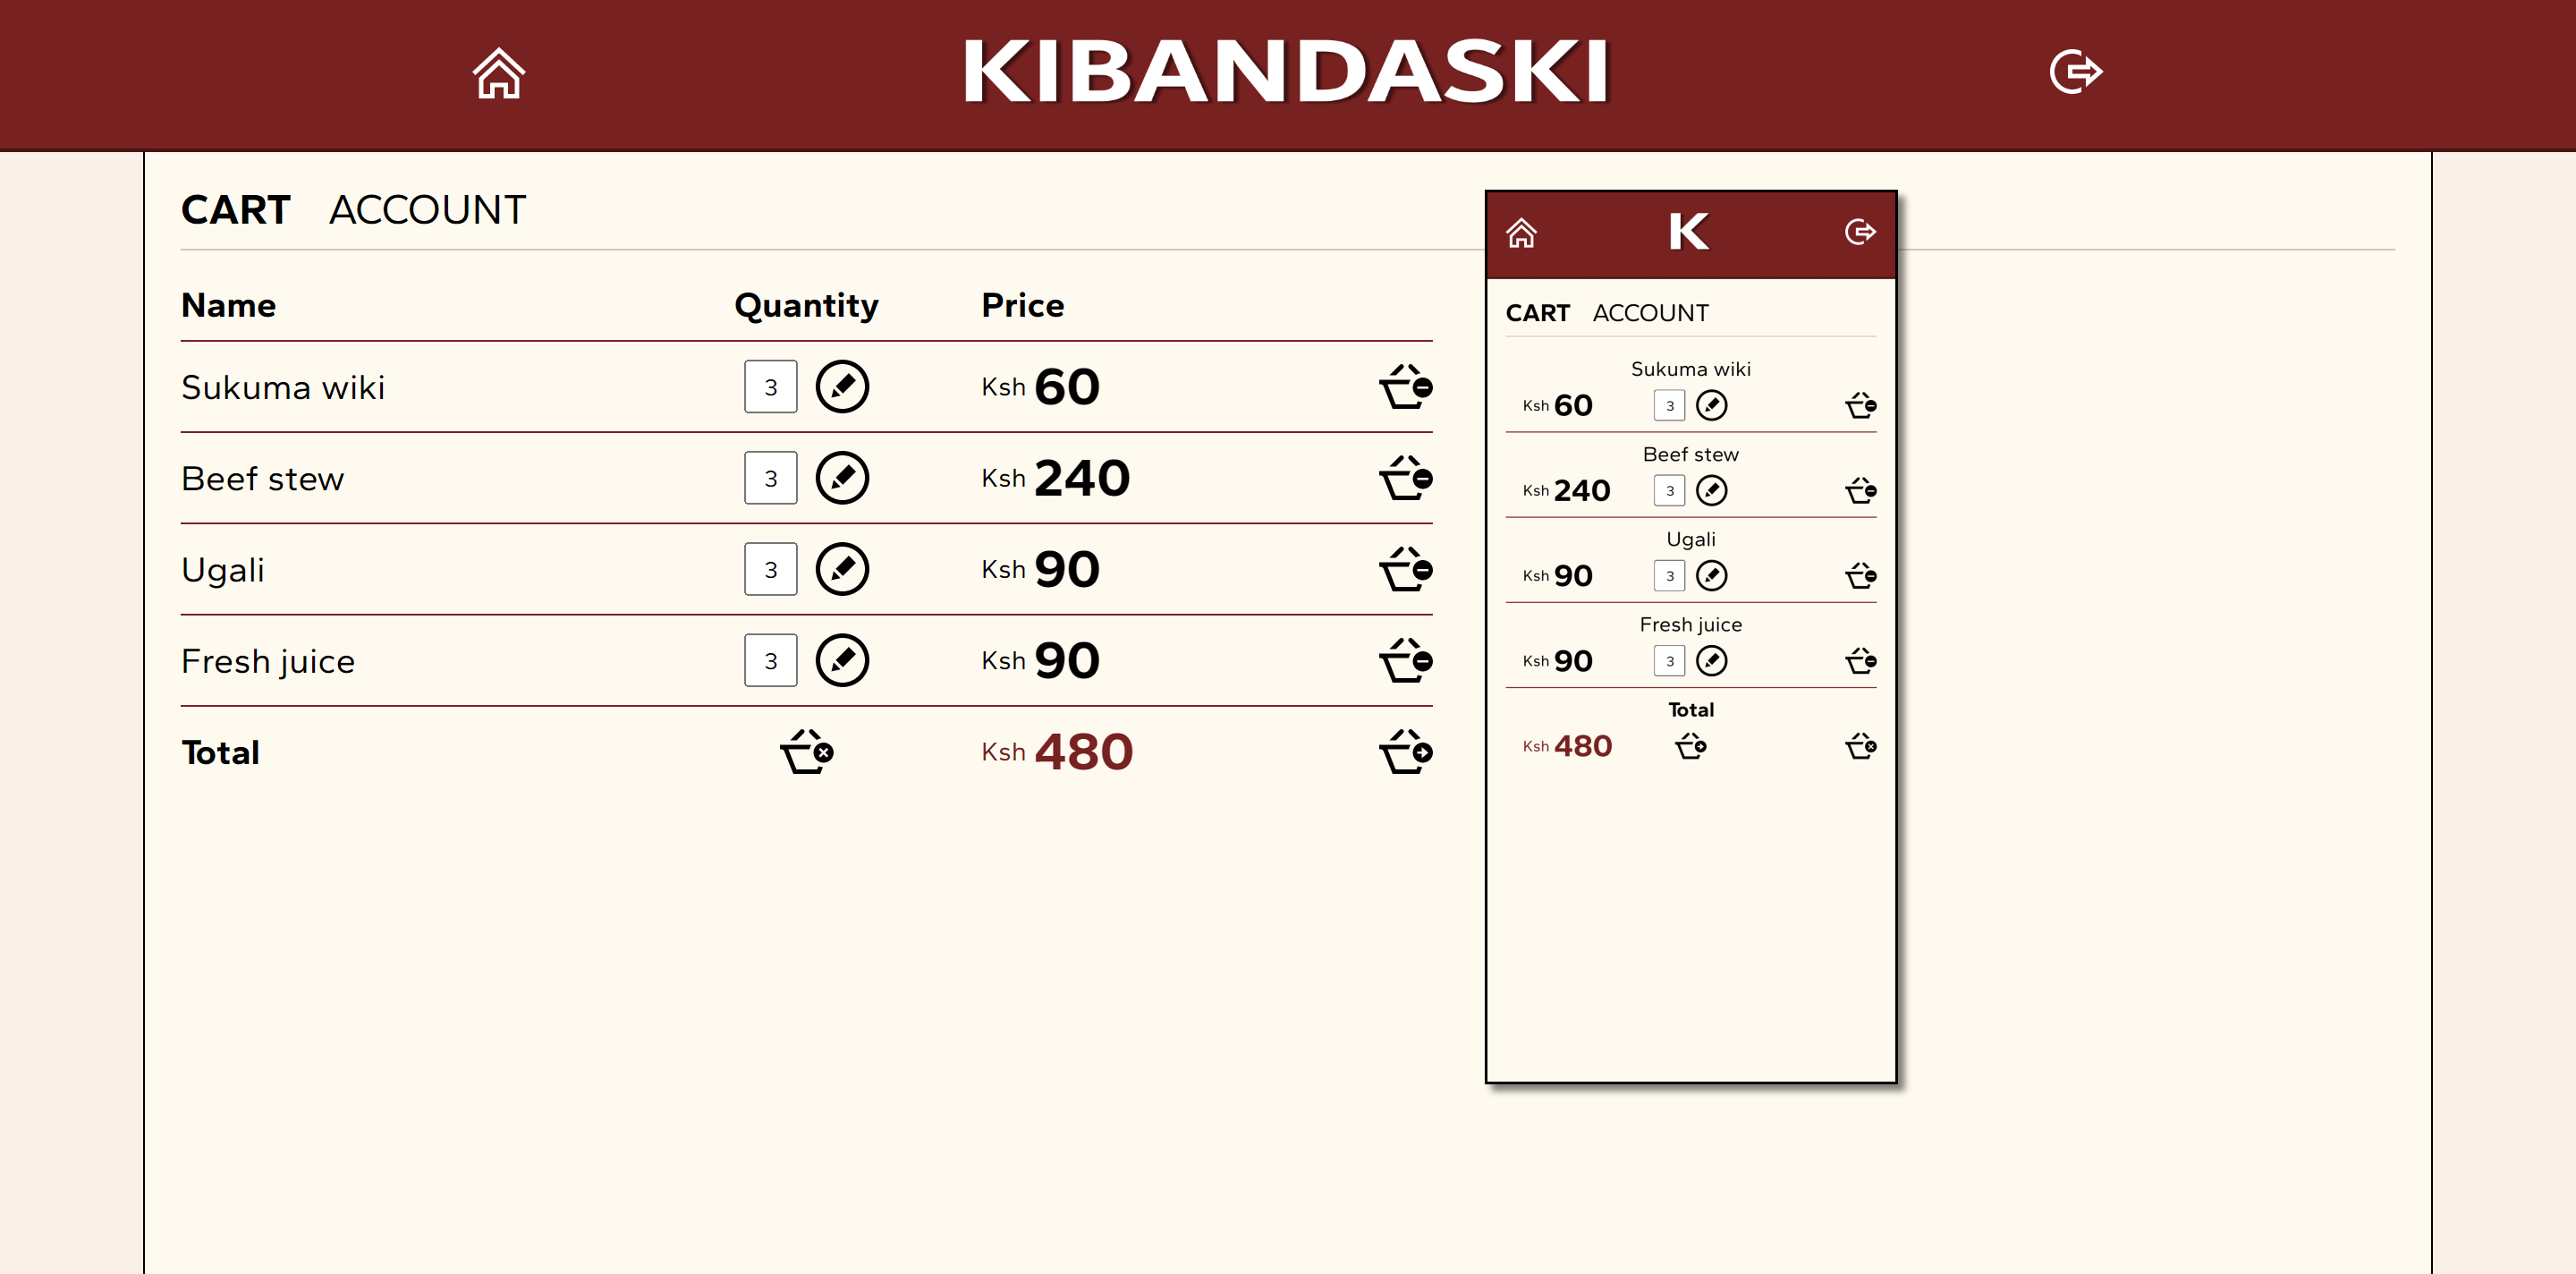 KIBANDASKI
CART ACCOUNT
Name Quantity Price
Sukuma wiki 3 Ksh 60
Beef stew 3 Ksh 240
Ugali 3 Ksh 90
Fresh juice 3 Ksh 90
Total Ksh 480
K
CART ACCOUNT
Sukuma wiki
Ksh 60 3
Beef stew
Ksh 240 3
Ugali
Ksh 90 3
Fresh juice
Ksh 90 3
Total
Ksh 480